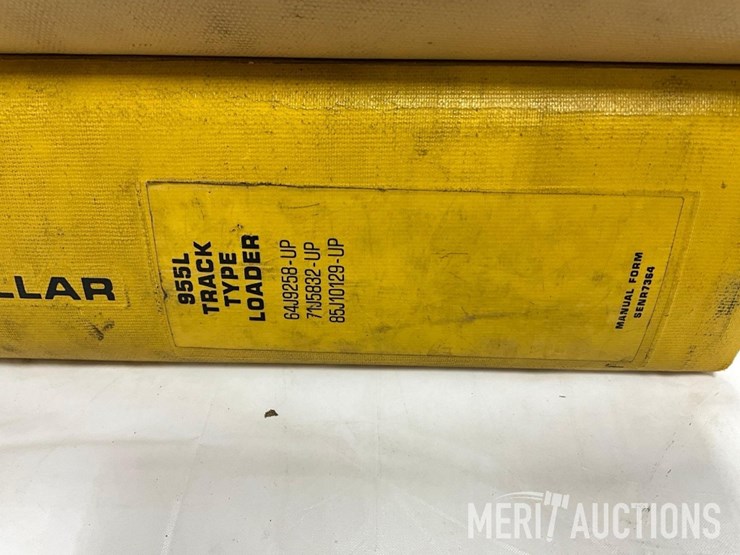 LLAR
955L
TRACK
TYPE
LOADER
64J9258-UP
71J5832-UP
85J10129-UP
MANUAL FORM
SENR7364
MERIT AUCTIONS